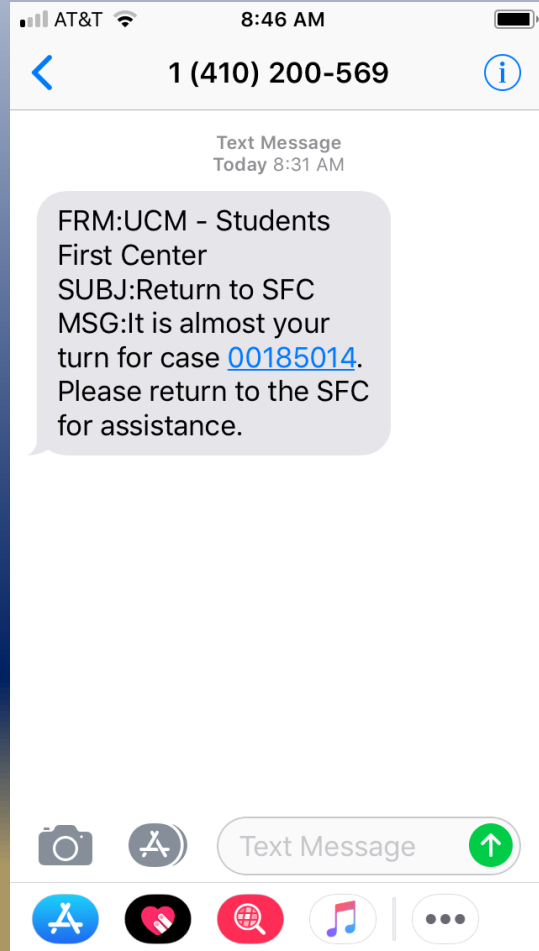 AT&T 8:46 AM
1 (410) 200-569
Text Message
Today 8:31 AM
FRM:UCM - Students
First Center
SUBJ:Return to SFC
MSG:It is almost your
turn for case 00185014.
Please return to the SFC
for assistance.
Text Message